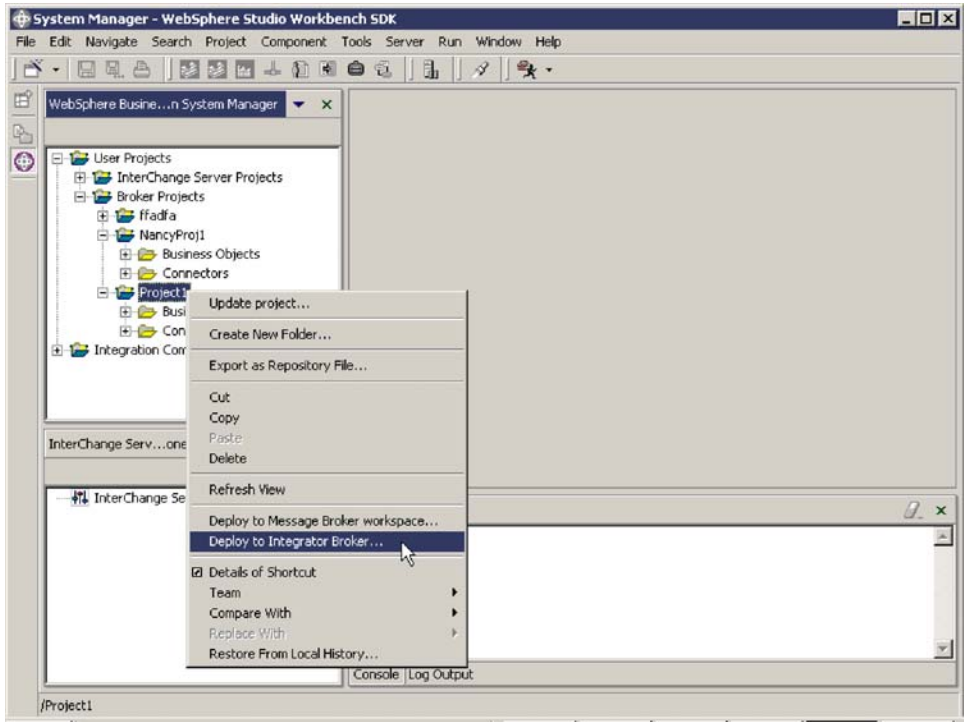 System Manager - WebSphere Studio Workbench SDK
File Edit Navigate Search Project Component Tools Server Run Window Help
WebSphere Busine...n System Manager
User Projects
InterChange Server Projects
Broker Projects
ffadfa
NancyProj1
Business Objects
Connectors
Project1
Busi
Con
Integration Com
InterChange Serv...one
InterChange Se
Update project...
Create New Folder...
Export as Repository File...
Cut
Copy
Paste
Delete
Refresh View
Deploy to Message Broker workspace...
Deploy to Integrator Broker...
Details of Shortcut
Team
Compare With
Replace With
Restore From Local History...
Console Log Output
/Project1